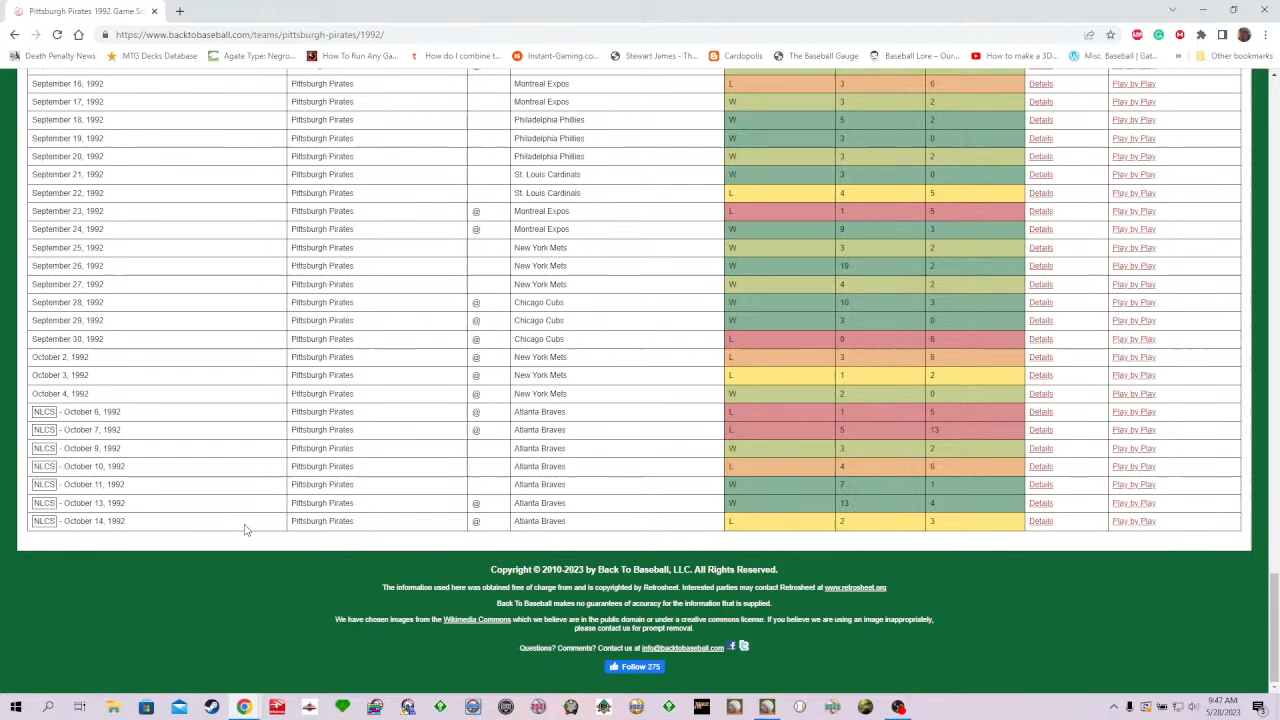 Pittsburgh Pirates 1992 Game Sc
https://www.backtobaseball.com/teams/pittsburgh-pirates/1992/
Death Penalty News MTG Decks Database Agate Type: Negro... How To Run Any Ga... How do I combine t... Instant-Gaming.co... Stewart James - Th... Cardopolis The Baseball Gauge Baseball Lore – Our... How to make a 3D... Misc. Baseball | Gat... » Other bookmarks
September 16, 1992 Pittsburgh Pirates Montreal Expos L 3 6 Details Play by Play
September 17, 1992 Pittsburgh Pirates Montreal Expos W 3 2 Details Play by Play
September 18, 1992 Pittsburgh Pirates Philadelphia Phillies W 5 2 Details Play by Play
September 19, 1992 Pittsburgh Pirates Philadelphia Phillies W 3 0 Details Play by Play
September 20, 1992 Pittsburgh Pirates Philadelphia Phillies W 3 2 Details Play by Play
September 21, 1992 Pittsburgh Pirates St. Louis Cardinals W 3 0 Details Play by Play
September 22, 1992 Pittsburgh Pirates St. Louis Cardinals L 4 5 Details Play by Play
September 23, 1992 Pittsburgh Pirates @ Montreal Expos L 1 5 Details Play by Play
September 24, 1992 Pittsburgh Pirates @ Montreal Expos W 9 3 Details Play by Play
September 25, 1992 Pittsburgh Pirates New York Mets W 3 2 Details Play by Play
September 26, 1992 Pittsburgh Pirates New York Mets W 19 2 Details Play by Play
September 27, 1992 Pittsburgh Pirates New York Mets W 4 2 Details Play by Play
September 28, 1992 Pittsburgh Pirates @ Chicago Cubs W 10 3 Details Play by Play
September 29, 1992 Pittsburgh Pirates @ Chicago Cubs W 3 0 Details Play by Play
September 30, 1992 Pittsburgh Pirates @ Chicago Cubs L 0 6 Details Play by Play
October 2, 1992 Pittsburgh Pirates @ New York Mets L 3 6 Details Play by Play
October 3, 1992 Pittsburgh Pirates @ New York Mets L 1 2 Details Play by Play
October 4, 1992 Pittsburgh Pirates @ New York Mets W 2 0 Details Play by Play
NLCS - October 6, 1992 Pittsburgh Pirates @ Atlanta Braves L 1 5 Details Play by Play
NLCS - October 7, 1992 Pittsburgh Pirates @ Atlanta Braves L 5 13 Details Play by Play
NLCS - October 9, 1992 Pittsburgh Pirates Atlanta Braves W 3 2 Details Play by Play
NLCS - October 10, 1992 Pittsburgh Pirates Atlanta Braves L 4 6 Details Play by Play
NLCS - October 11, 1992 Pittsburgh Pirates Atlanta Braves W 7 1 Details Play by Play
NLCS - October 13, 1992 Pittsburgh Pirates @ Atlanta Braves W 13 4 Details Play by Play
NLCS - October 14, 1992 Pittsburgh Pirates @ Atlanta Braves L 2 3 Details Play by Play
Copyright © 2010-2023 by Back To Baseball, LLC. All Rights Reserved.
The information used here was obtained free of charge from and is copyrighted by Retrosheet. Interested parties may contact Retrosheet at www.retrosheet.org
Back To Baseball makes no guarantees of accuracy for the information that is supplied.
We have chosen images from the Wikimedia Commons which we believe are in the public domain or under a creative commons license. If you believe we are using an image inappropriately,
please contact us for prompt removal.
Questions? Comments? Contact us at info@backtobaseball.com
Follow 275
9:47 AM
5/28/2023